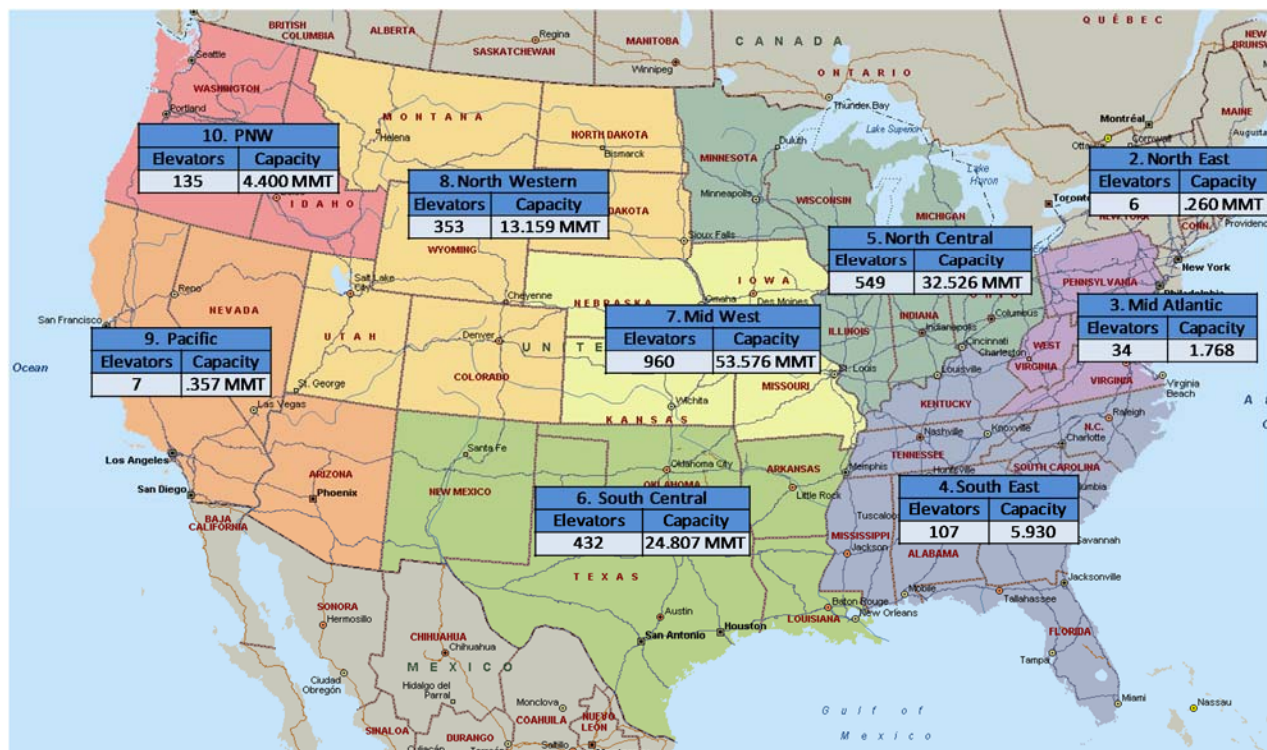 BRITISH
COLUMBIA
ALBERTA
Regina
SASKATCHEWAN
MANITOBA
Winnipeg
CANADA
ONTARIO
QUÉBEC
NEW
Seattle
WASHINGTON
Portland
MONTANA
Helena
NORTH DAKOTA
Bismarck
Thunder Bay
Lake Superior
Duluth
MINNESOTA
Minneapolis
WISCONSIN
MICHIGAN
Lake
Huron
Montréal
Cornwall
MAINE
Augusta
Toronto
10. PNW
Elevators Capacity
135 4.400 MMT
IDAHO
8. North Western
Elevators Capacity
353 13.159 MMT
DAKOTA
Sioux Falls
WYOMING
2. North East
Elevators Capacity
6 .260 MMT
NEW YORK
CONN.
Providence
New York
5. North Central
Elevators Capacity
549 32.526 MMT
PENNSYLVANIA
Philadelphia
Reno
NEVADA
Salt Lake
City
Cheyenne
NEBRASKA
Omaha
IOWA
Des Moines
ILLINOIS
INDIANA
Indianapolis
OHIO
Columbus
Cincinnati
Charleston
WEST
VIRGINIA
3. Mid Atlantic
Elevators Capacity
34 1.768
VIRGINIA
Virginia
Beach
San Francisco
Ocean
9. Pacific
Elevators Capacity
7 .357 MMT
UTAH
St. George
Las Vegas
Denver
COLORADO
UNITE
7. Mid West
Elevators Capacity
960 53.576 MMT
St. Louis
MISSOURI
Wichita
KANSAS
Louisville
KENTUCKY
Raleigh
N.C.
Charlotte
Knoxville
Nashville
TENNESSEE
Memphis
Huntsville
SOUTH CAROLINA
Los Angeles
San Diego
BAJA
CALIFORNIA
ARIZONA
Phoenix
Santa Fe
NEW MEXICO
Oklahoma City
OKLAHOMA
ARKANSAS
Little Rock
6. South Central
Elevators Capacity
432 24.807 MMT
4. South East
Elevators Capacity
107 5.930
MISSISSIPPI
Jackson
ALABAMA
Savannah
TEXAS
Austin
San Antonio
Houston
LOUISIANA
Baton Rouge
New Orleans
Mobile
Tallahassee
Jacksonville
FLORIDA
Tampa
Miami
Nassau
SONORA
Hermosillo
CHIHUAHUA
Chihuahua
MEXICO
Ciudad
Obregón
Hidalgo del
Parral
Monclova
COAHUILA
NUEVO
LEÓN
SINALOA
DURANGO
Saltillo
Gulf of
Mexico